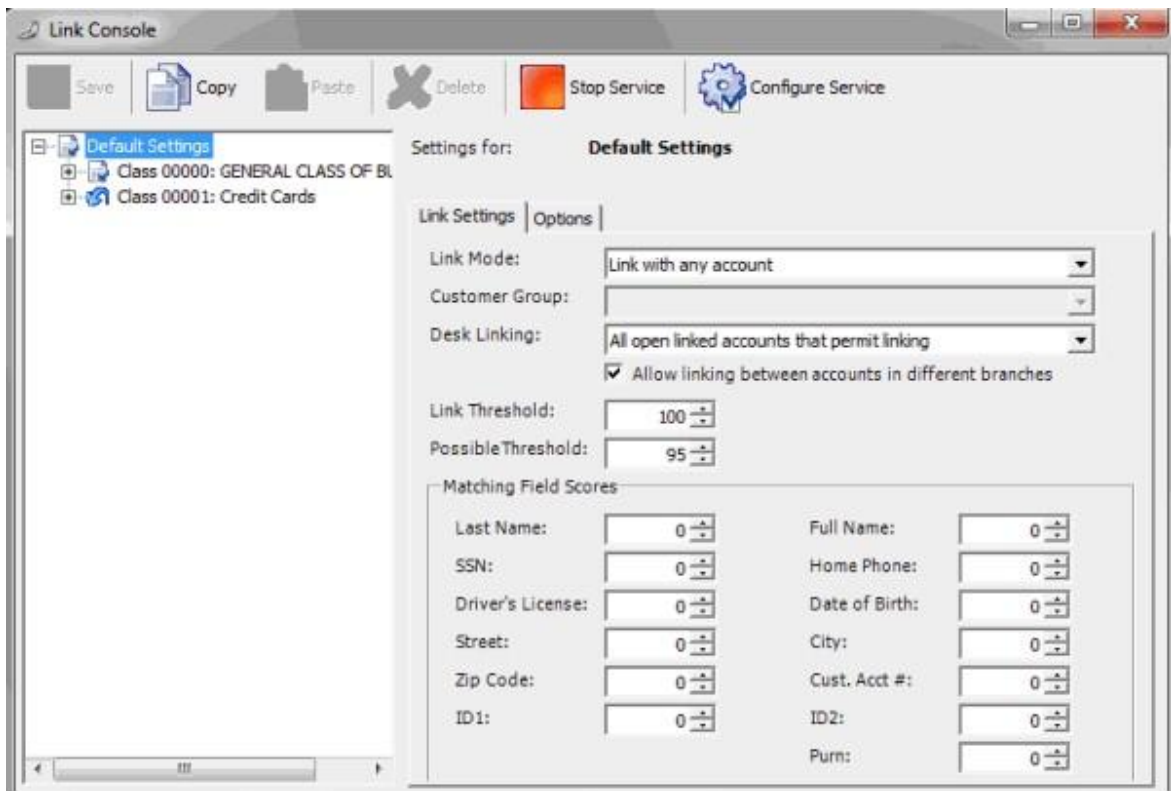 Link Console
Save Copy Paste Delete Stop Service Configure Service
Default Settings
Class 00000: GENERAL CLASS OF BU
Class 00001: Credit Cards
Settings for: Default Settings
Link Settings Options
Link Mode: Link with any account
Customer Group:
Desk Linking: All open linked accounts that permit linking
Allow linking between accounts in different branches
Link Threshold: 100
PossibleThreshold: 95
Matching Field Scores
Last Name: 0 Full Name: 0
SSN: 0 Home Phone: 0
Driver's License: 0 Date of Birth: 0
Street: 0 City: 0
Zip Code: 0 Cust. Acct #: 0
ID1: 0 ID2: 0
Purn: 0